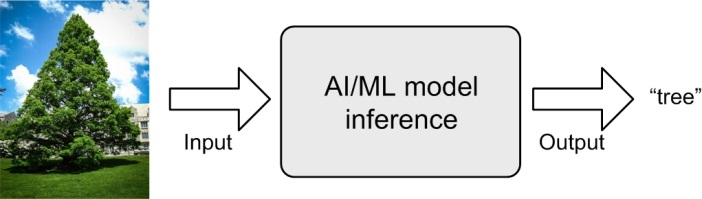 Input
AI/ML model
inference
Output
“tree”